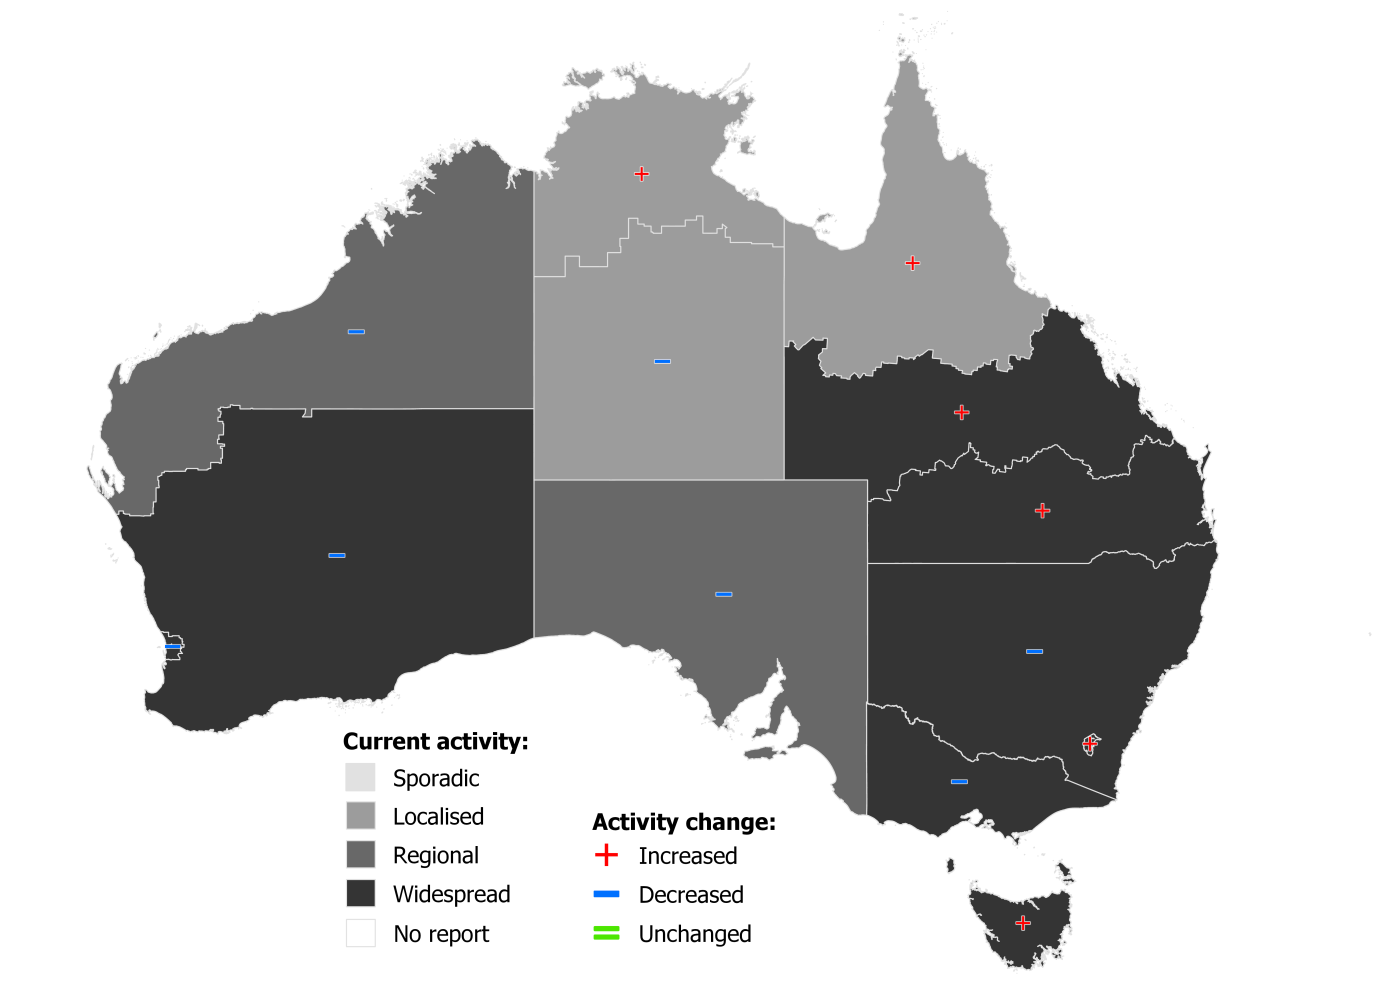 Current activity:
Sporadic
Localised
Regional
Widespread
No report
Activity change:
Increased
Decreased
Unchanged